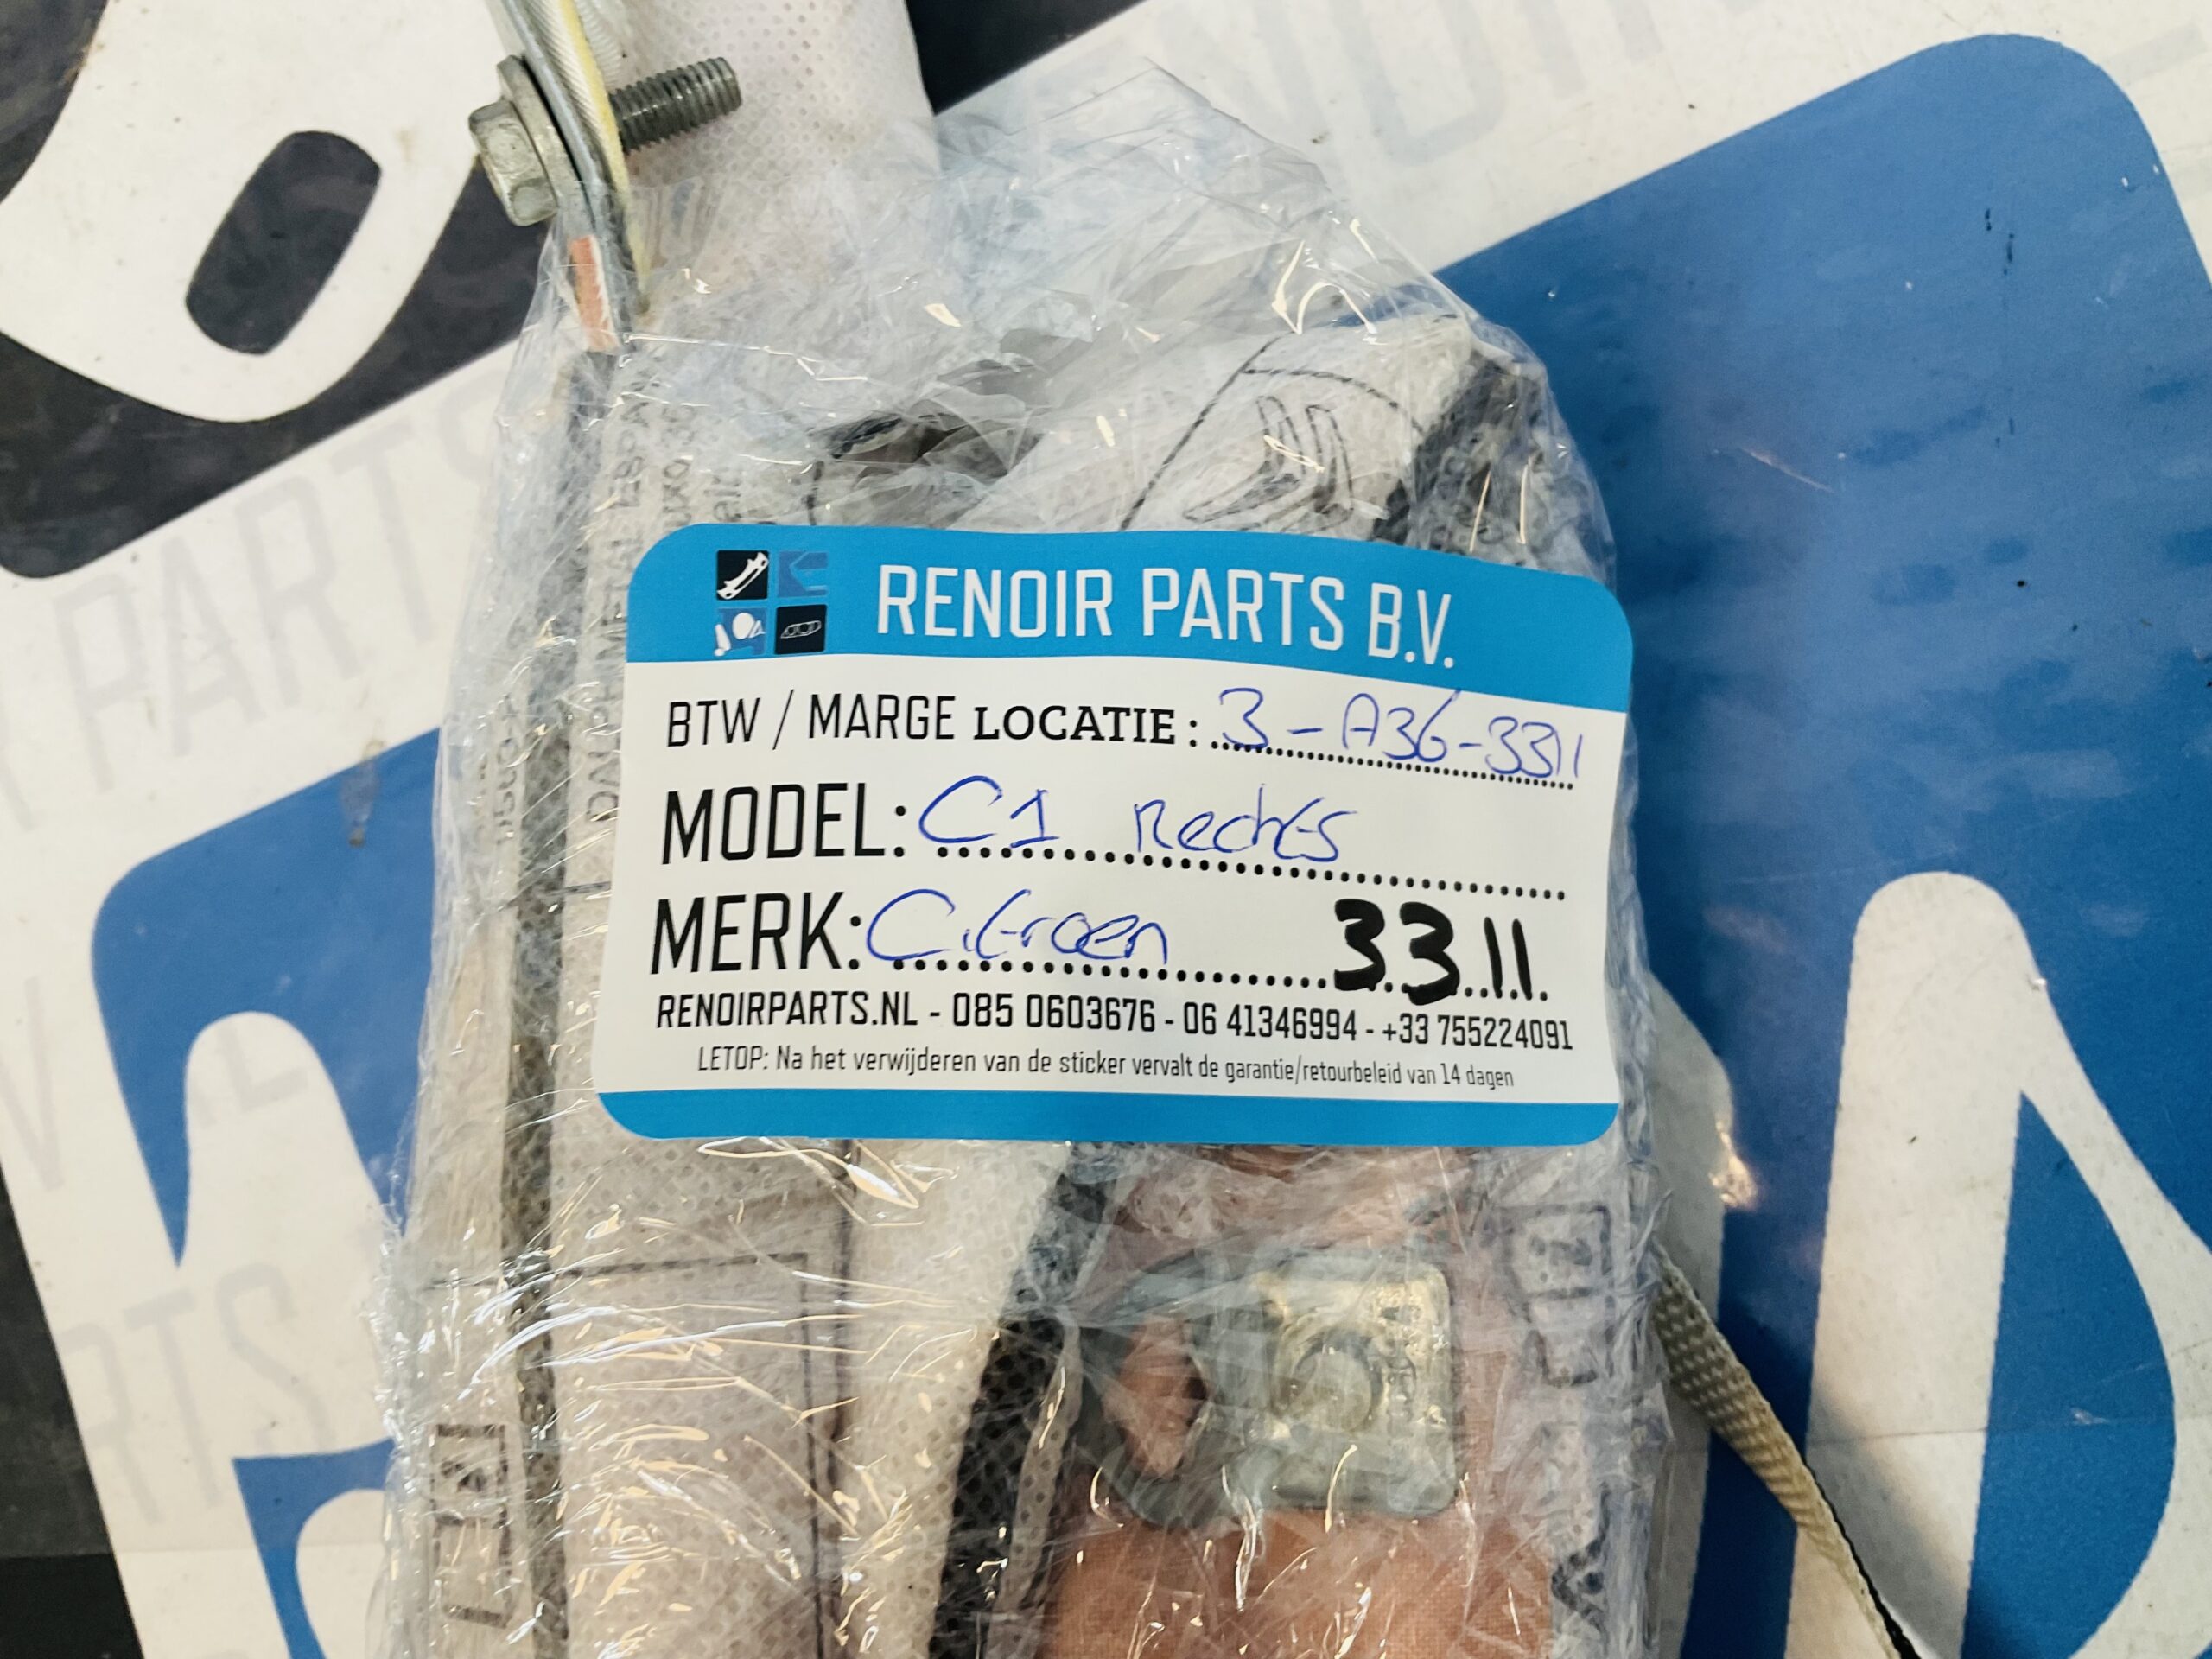 RENOIR PARTS B.V.
BTW / MARGE LOCATIE: 3-A36-3311
MODEL: C1 Rechts
MERK: Citroen 3311
RENOIRPARTS.NL - 085 0603676 - 06 41346994 - +33 755224091
LETOP: Na het verwijderen van de sticker vervalt de garantie/retourbeleid van 14 dagen
PARTS